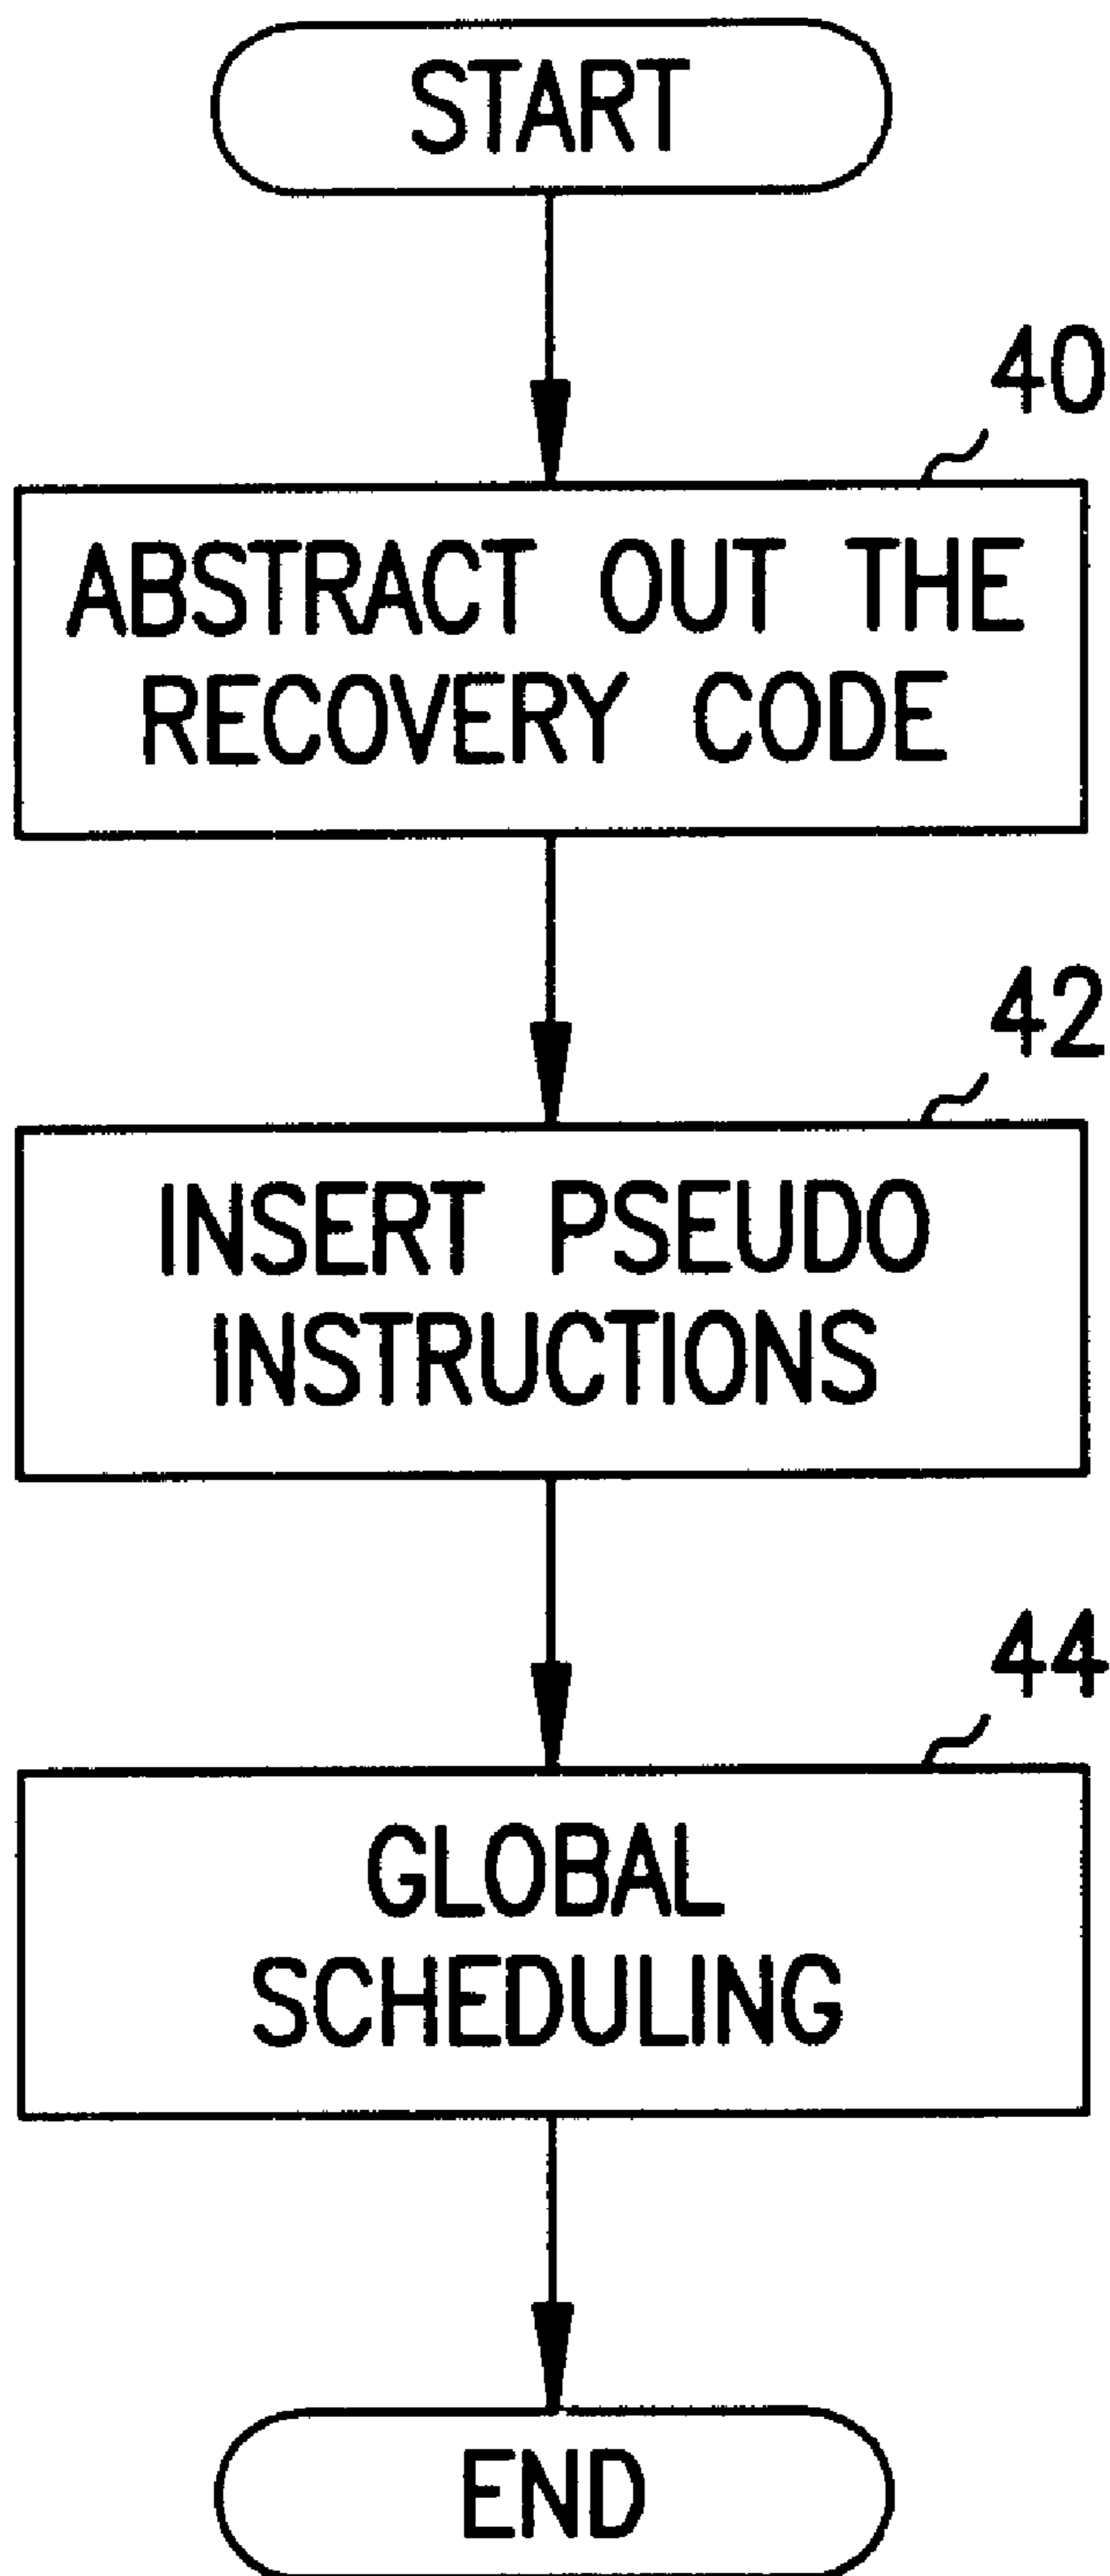 START
40
ABSTRACT OUT THE
RECOVERY CODE
42
INSERT PSEUDO
INSTRUCTIONS
44
GLOBAL
SCHEDULING
END